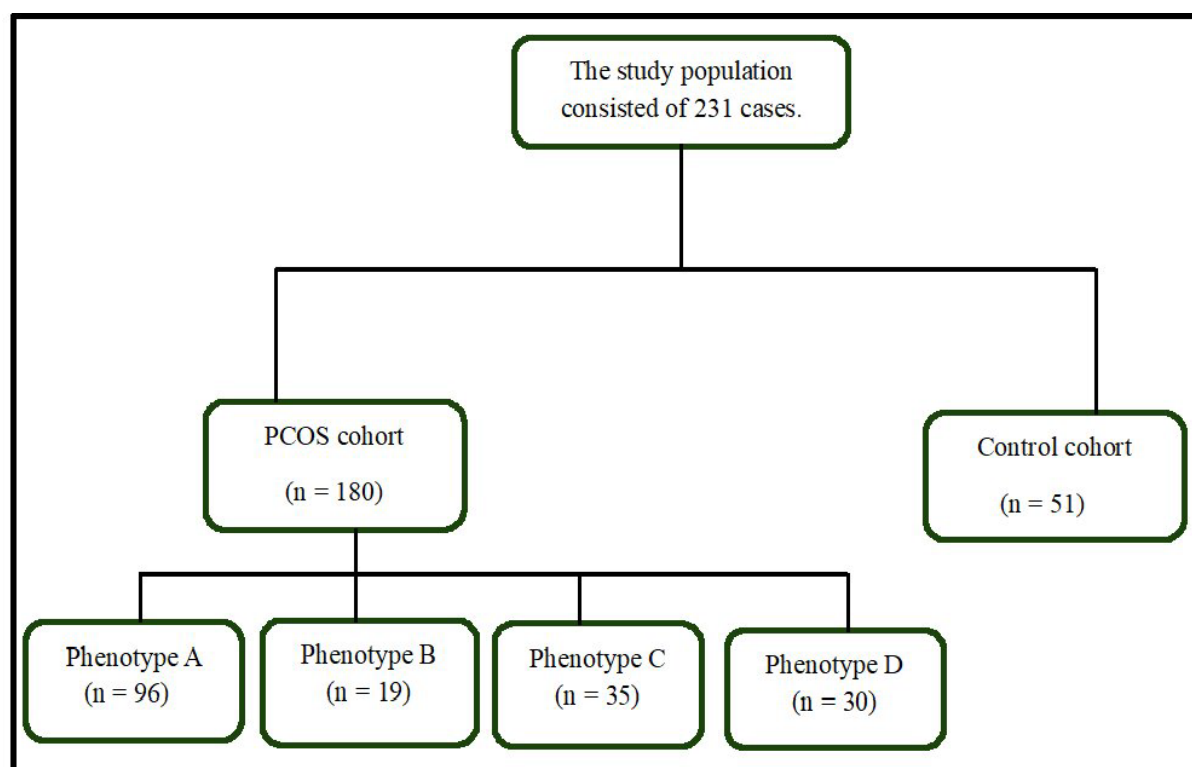 The study population
consisted of 231 cases.
PCOS cohort
(n = 180)
Control cohort
(n = 51)
Phenotype A
(n = 96)
Phenotype B
(n = 19)
Phenotype C
(n = 35)
Phenotype D
(n = 30)